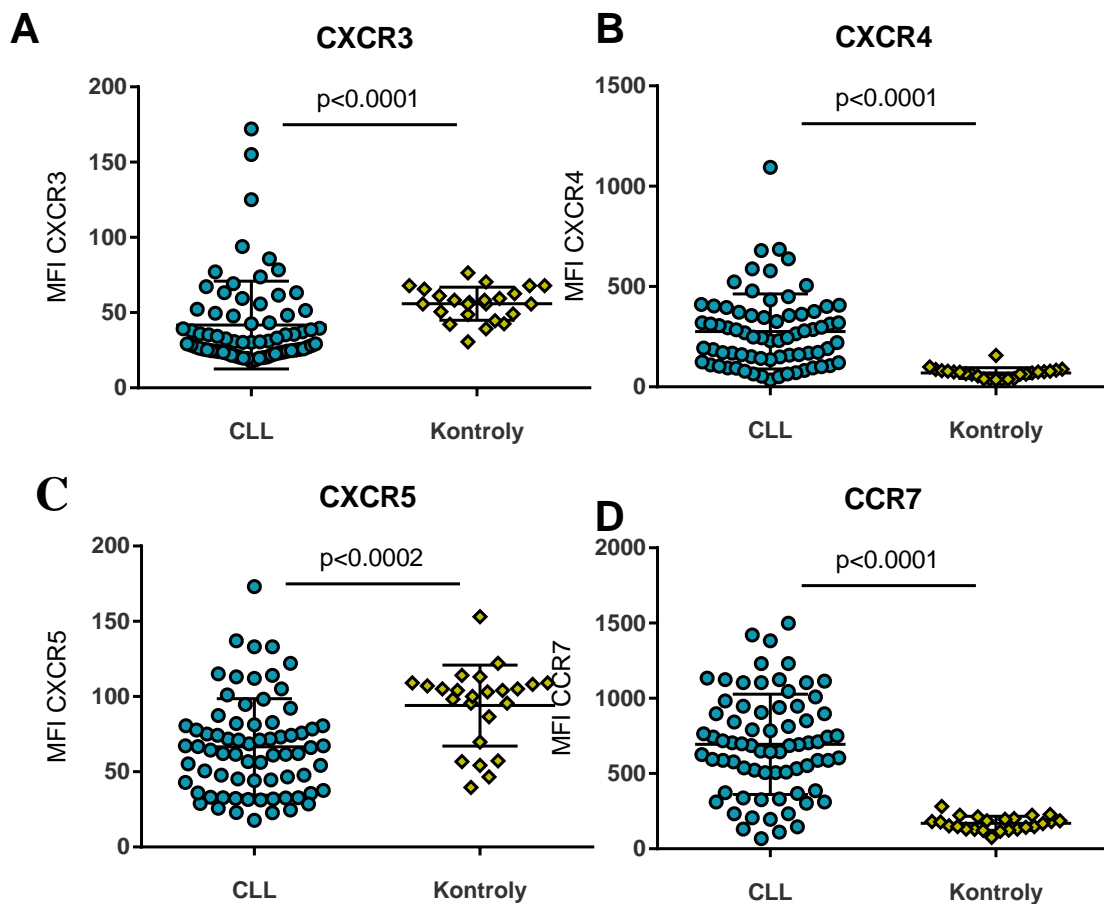 A
CXCR3
MFI CXCR3
200
150
100
50
0
p<0.0001
CLL
Kontroly
B
CXCR4
MFI CXCR4
1500
1000
500
0
p<0.0001
CLL
Kontroly
C
CXCR5
MFI CXCR5
200
150
100
50
0
p<0.0002
CLL
Kontroly
D
CCR7
MFI CCR7
2000
1500
1000
500
0
p<0.0001
CLL
Kontroly